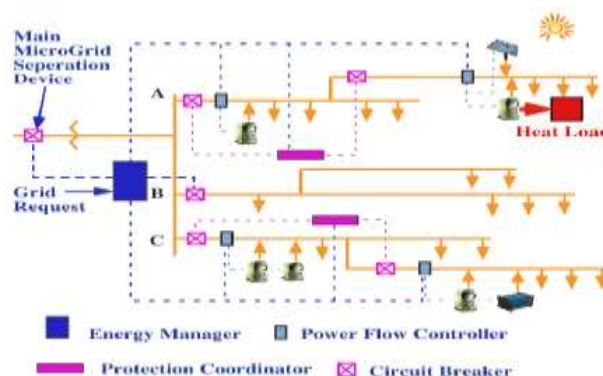 Main
MicroGrid
Seperation
Device
A
Heat Load
Grid
Request
B
C
Energy Manager
Power Flow Controller
Protection Coordinator
Circuit Breaker